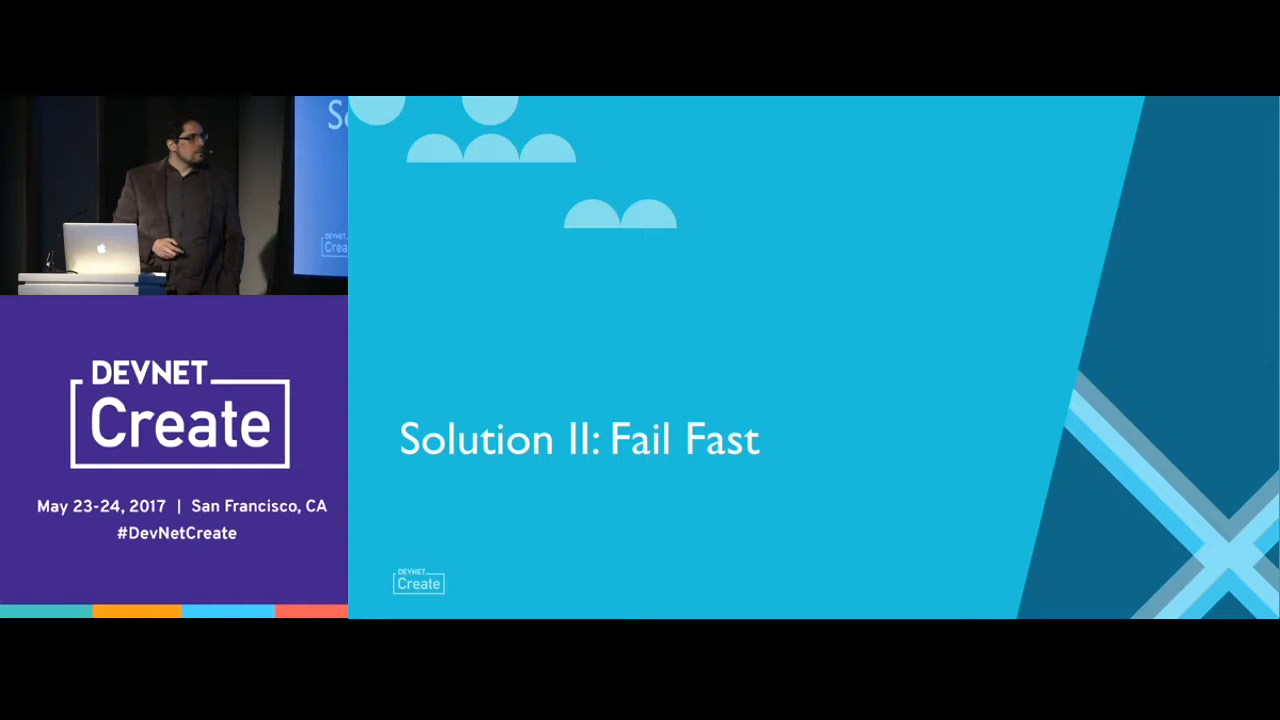 DEVNET
Create
May 23-24, 2017 | San Francisco, CA
#DevNetCreate
Solution II: Fail Fast
DEVNET
Create